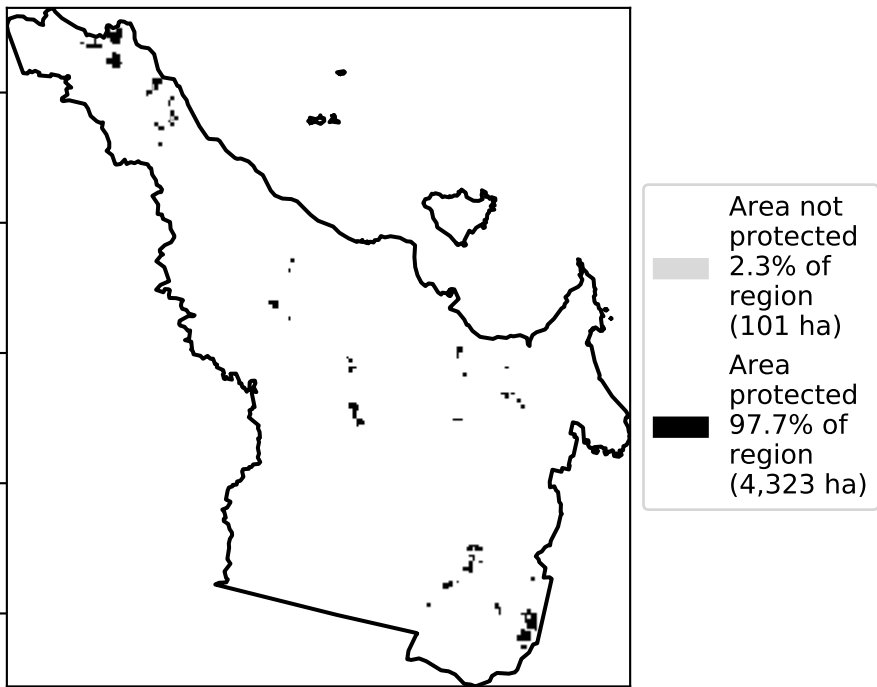 Area not
protected
2.3% of
region
(101 ha)
Area
protected
97.7% of
region
(4,323 ha)